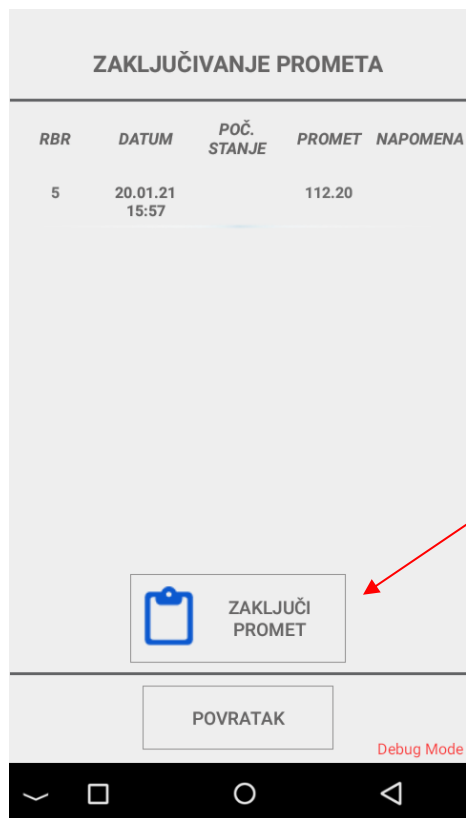 ZAKLJUČIVANJE PROMETA
RBR DATUM POČ. STANJE PROMET NAPOMENA
5 20.01.21 15:57 112.20
ZAKLJUČI
PROMET
POVRATAK
Debug Mode